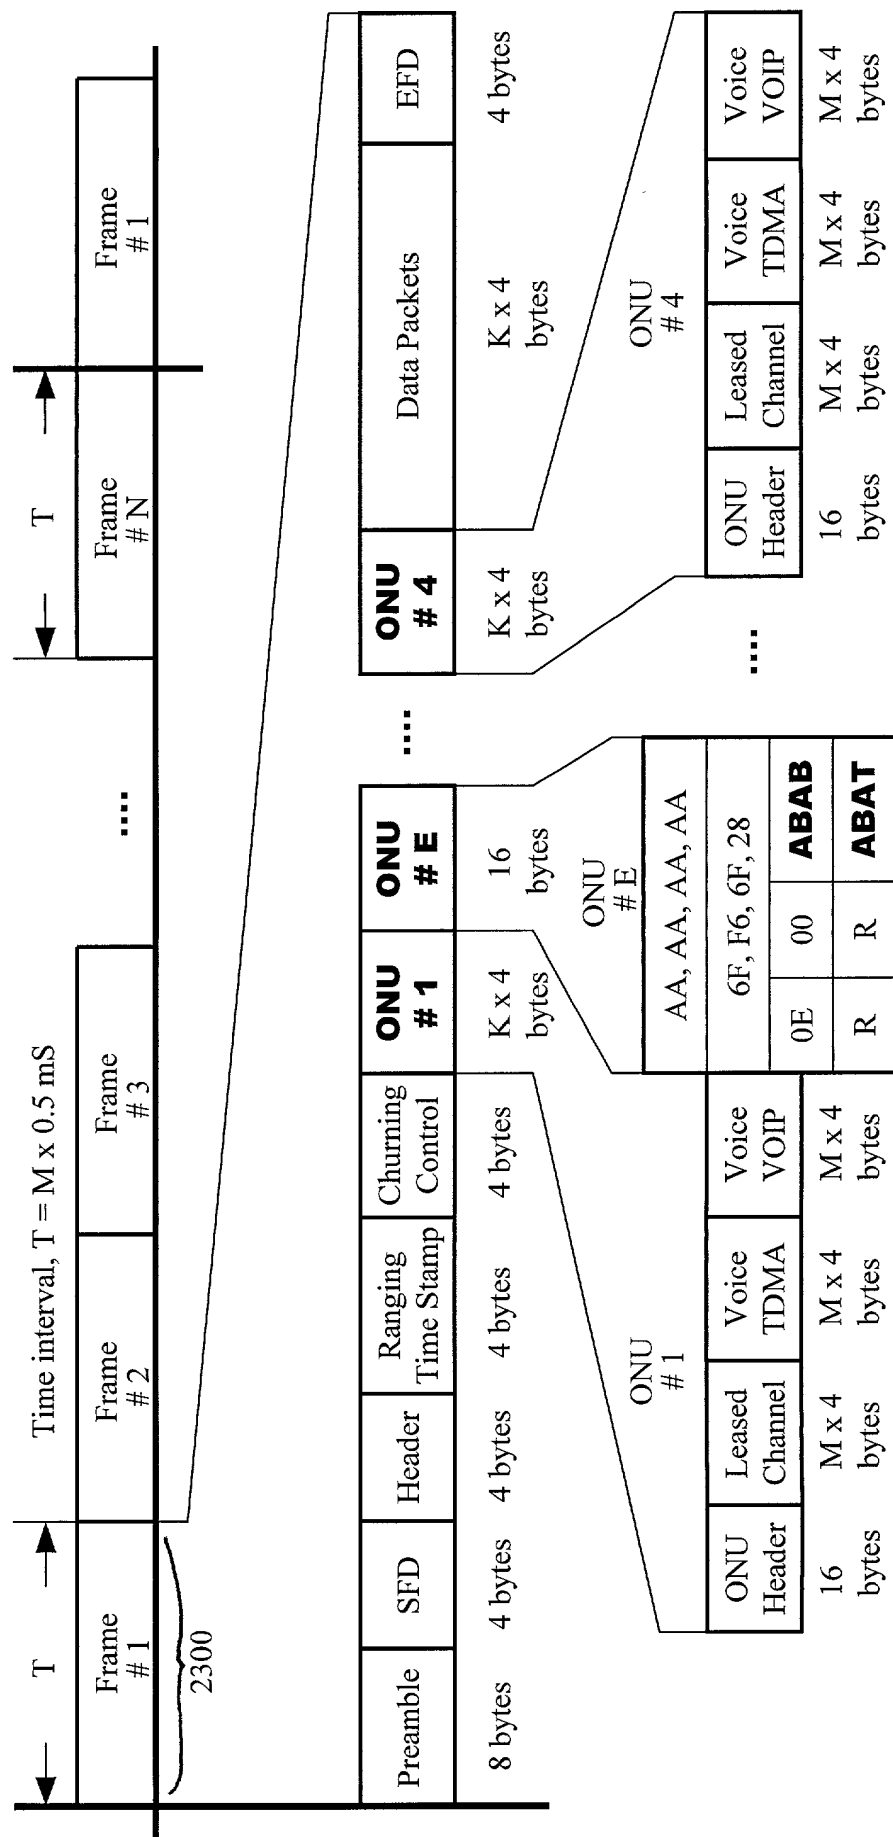 Time interval, T = M x 0.5 mS
T
T
Frame
# 1
Frame
# 2
Frame
# 3
....
Frame
# N
Frame
# 1
2300
Preamble
SFD
Header
Ranging
Time Stamp
Churning
Control
ONU
# 1
ONU
# E
....
ONU
# 4
Data Packets
EFD
8 bytes
4 bytes
4 bytes
4 bytes
4 bytes
K x 4
bytes
16
bytes
K x 4
bytes
K x 4
bytes
4 bytes
ONU
# 1
ONU
Header
Leased
Channel
Voice
TDMA
Voice
VOIP
16
bytes
M x 4
bytes
M x 4
bytes
M x 4
bytes
ONU
# E
AA, AA, AA, AA, AA
6F, F6, 6F, 28
0E
00
ABAB
R
R
ABAT
....
ONU
# 4
ONU
Header
Leased
Channel
Voice
TDMA
Voice
VOIP
16
bytes
M x 4
bytes
M x 4
bytes
M x 4
bytes